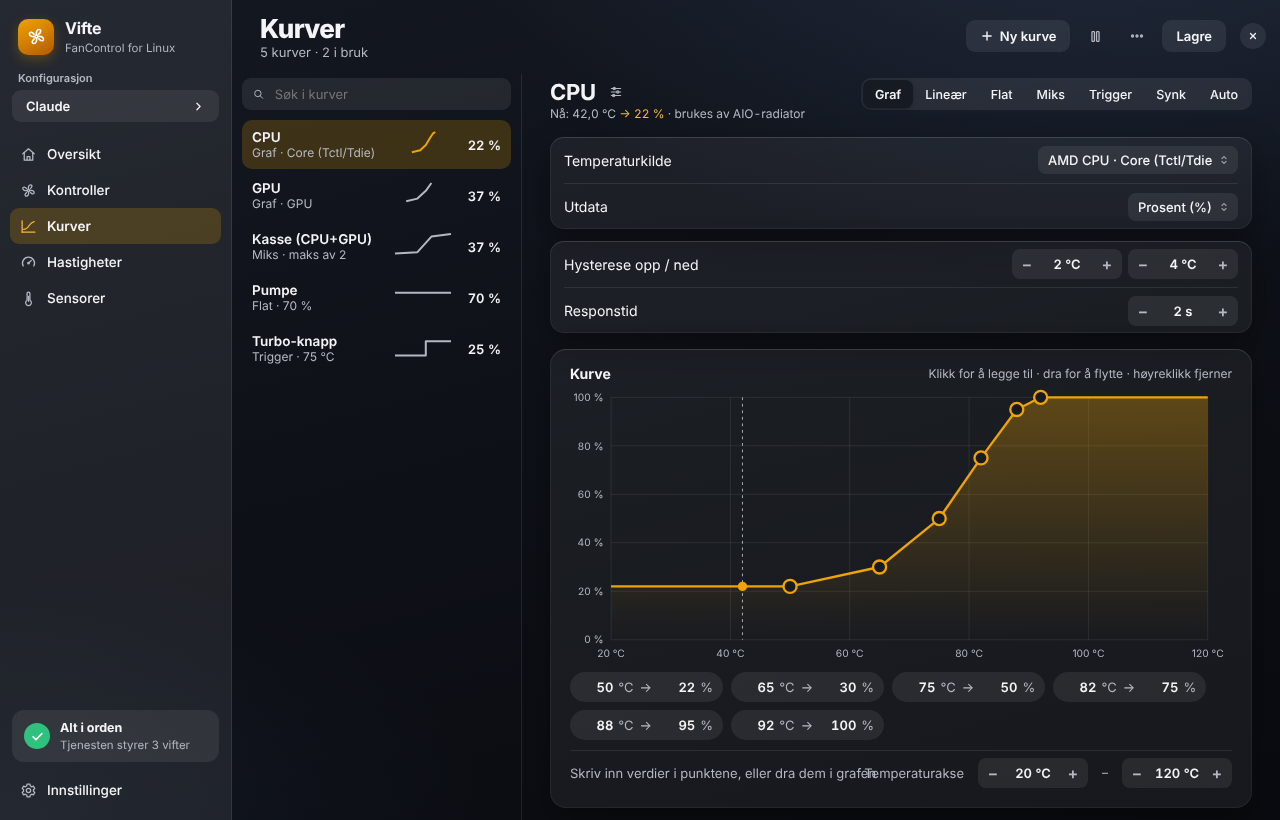 Vifte
FanControl for Linux
Konfigurasjon
Claude
Oversikt
Kontroller
Kurver
Hastigheter
Sensorer
Alt i orden
Tjenesten styrer 3 vifter
Innstillinger
Kurver
5 kurver · 2 i bruk
Ny kurve
Lagre
Søk i kurver
CPU
Graf · Core (Tctl/Tdie)
22 %
GPU
Graf · GPU
37 %
Kasse (CPU+GPU)
Miks · maks av 2
37 %
Pumpe
Flat · 70 %
70 %
Turbo-knapp
Trigger · 75 °C
25 %
CPU
Nå: 42,0 °C → 22 % · brukes av AIO-radiator
Graf Lineær Flat Miks Trigger Synk Auto
Temperaturkilde
AMD CPU · Core (Tctl/Tdie
Utdata
Prosent (%)
Hysterese opp / ned
− 2 °C + − 4 °C +
Responstid
− 2 s +
Kurve
Klikk for å legge til · dra for å flytte · høyreklikk fjerner
100 %
80 %
60 %
40 %
20 %
0 %
20 °C 40 °C 60 °C 80 °C 100 °C 120 °C
50 °C → 22 % 65 °C → 30 % 75 °C → 50 % 82 °C → 75 %
88 °C → 95 % 92 °C → 100 %
Skriv inn verdier i punktene, eller dra dem i grafen Temperaturakse − 20 °C + – − 120 °C +